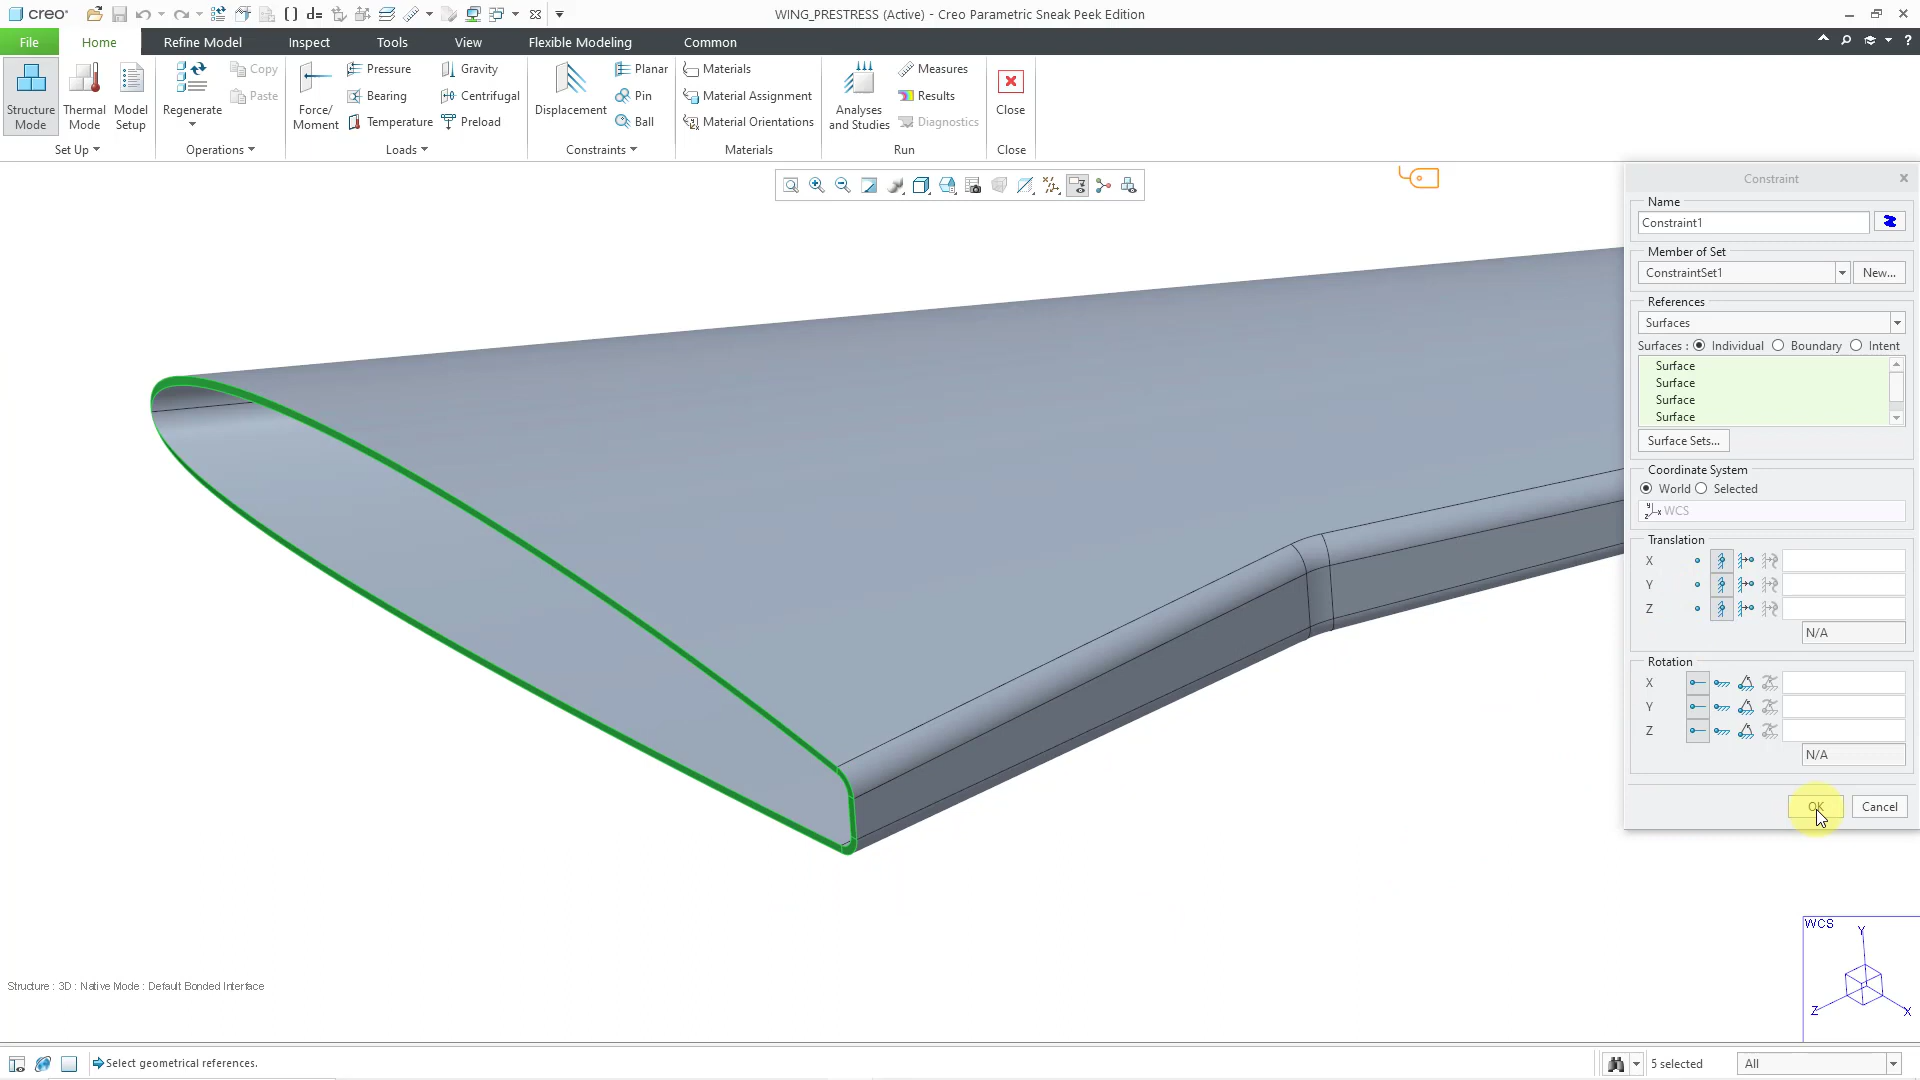 creo®
d=
WING_PRESTRESS (Active) - Creo Parametric Sneak Peek Edition
File
Home
Refine Model
Inspect
Tools
View
Flexible Modeling
Common
Structure Mode
Thermal Mode
Model Setup
Set Up
Regenerate
Copy
Paste
Operations
Force/ Moment
Pressure
Bearing
Temperature
Gravity
Centrifugal
Preload
Loads
Displacement
Planar
Pin
Ball
Constraints
Materials
Material Assignment
Material Orientations
Materials
Analyses and Studies
Measures
Results
Diagnostics
Run
Close
Close
Constraint
Name
Constraint1
Member of Set
ConstraintSet1
New...
References
Surfaces
Surfaces : Individual Boundary Intent
Surface
Surface
Surface
Surface
Surface Sets...
Coordinate System
World Selected
WCS
Translation
X
Y
Z
N/A
Rotation
X
Y
Z
N/A
OK
Cancel
WCS
Y
Z
X
Structure : 3D : Native Mode : Default Bonded Interface
Select geometrical references.
5 selected
All